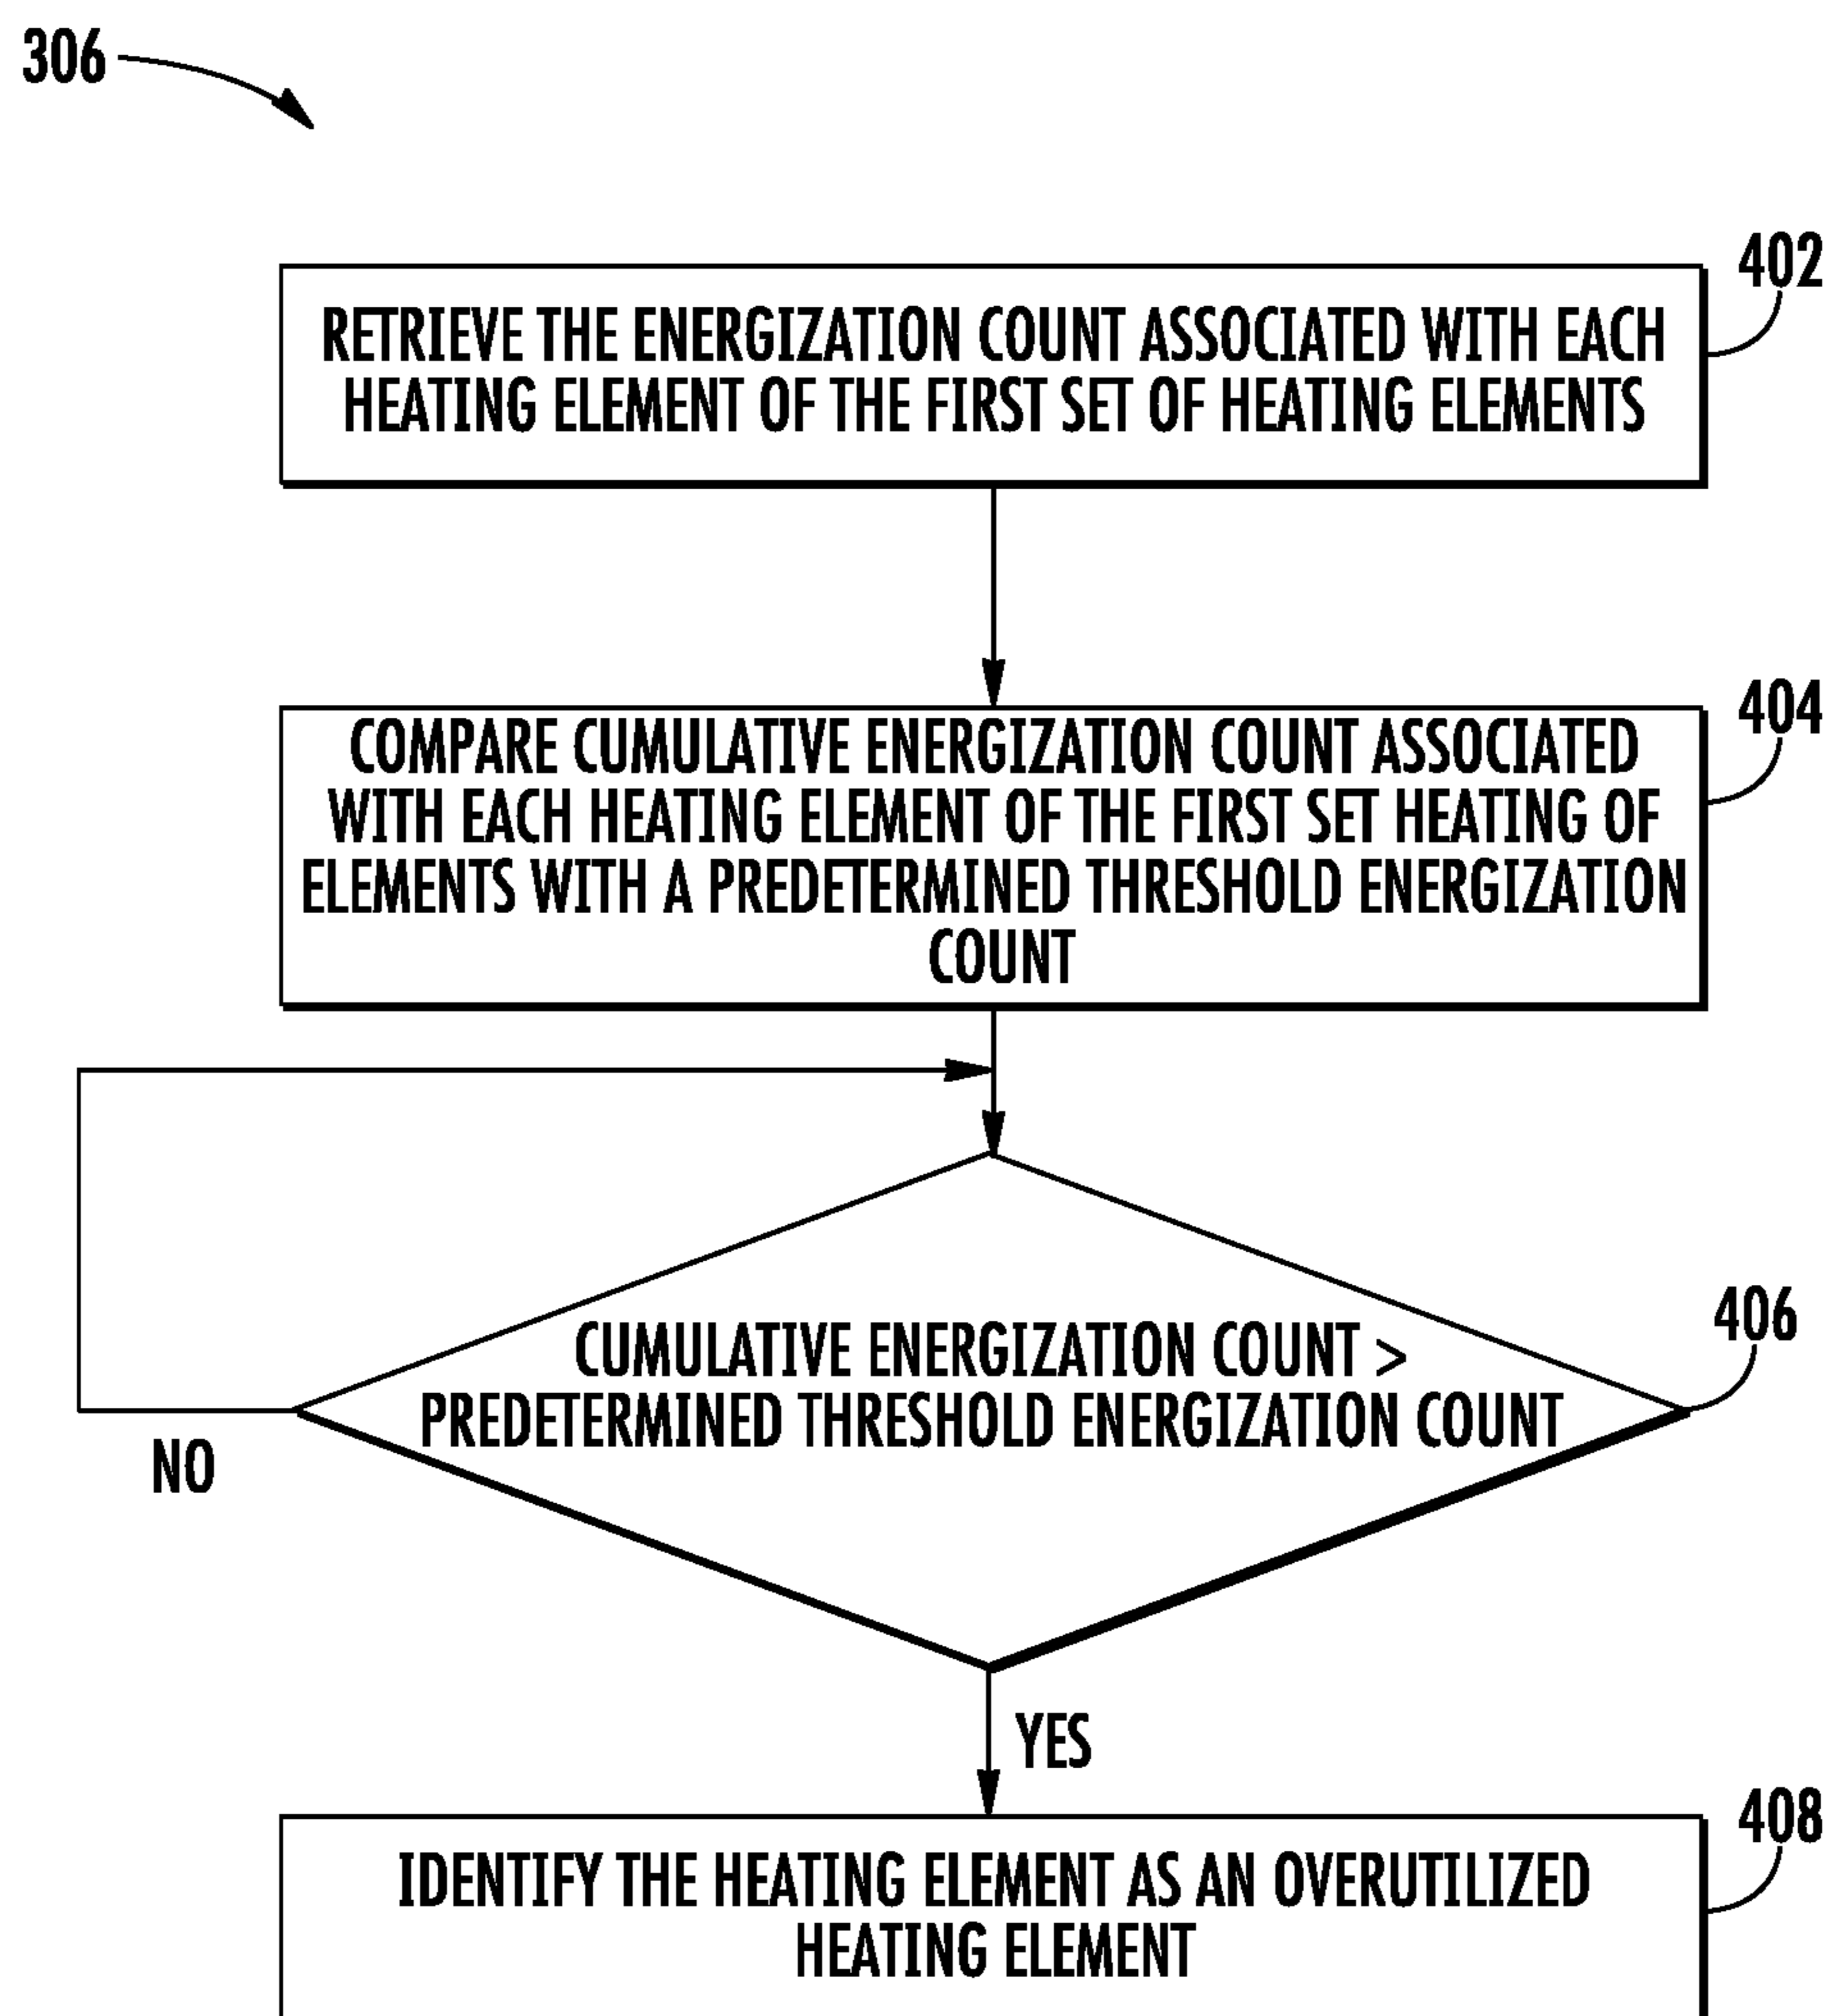 306
402
RETRIEVE THE ENERGIZATION COUNT ASSOCIATED WITH EACH
HEATING ELEMENT OF THE FIRST SET OF HEATING ELEMENTS
404
COMPARE CUMULATIVE ENERGIZATION COUNT ASSOCIATED
WITH EACH HEATING ELEMENT OF THE FIRST SET HEATING OF
ELEMENTS WITH A PREDETERMINED THRESHOLD ENERGIZATION
COUNT
406
CUMULATIVE ENERGIZATION COUNT >
PREDETERMINED THRESHOLD ENERGIZATION COUNT
NO
YES
408
IDENTIFY THE HEATING ELEMENT AS AN OVERUTILIZED
HEATING ELEMENT